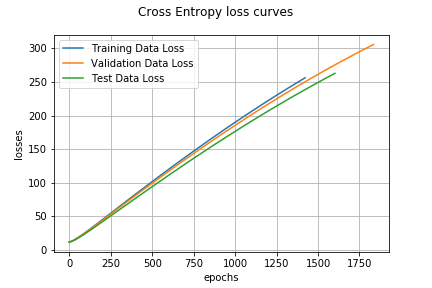 Cross Entropy loss curves
Training Data Loss
Validation Data Loss
Test Data Loss
300
250
200
150
100
50
0
losses
0 250 500 750 1000 1250 1500 1750
epochs